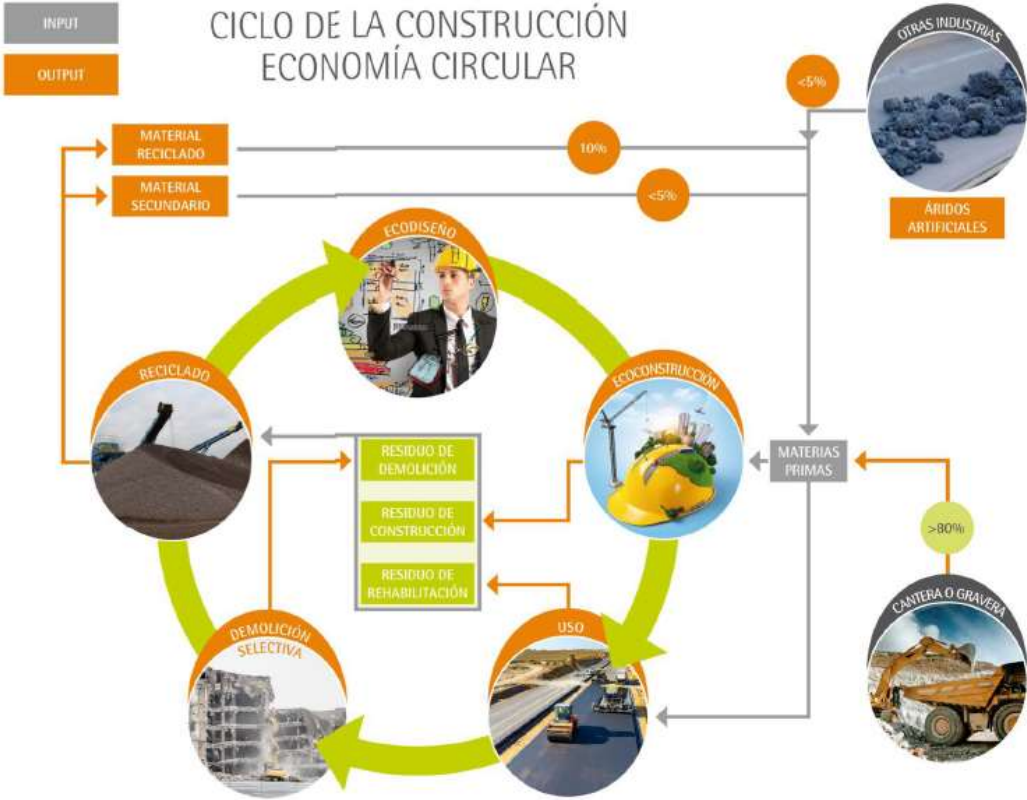 INPUT
OUTPUT
CICLO DE LA CONSTRUCCIÓN
ECONOMÍA CIRCULAR
<5%
OTRAS INDUSTRIAS
MATERIAL
RECICLADO
10%
MATERIAL
SECUNDARIO
<5%
ÁRIDOS
ARTIFICIALES
ECODISEÑO
RECICLADO
ECOCONSTRUCCIÓN
RESIDUO DE
DEMOLICIÓN
MATERIAS
PRIMAS
RESIDUO DE
CONSTRUCCIÓN
>80%
RESIDUO DE
REHABILITACIÓN
CANTERA O GRAVERA
DEMOLICIÓN
SELECTIVA
USO